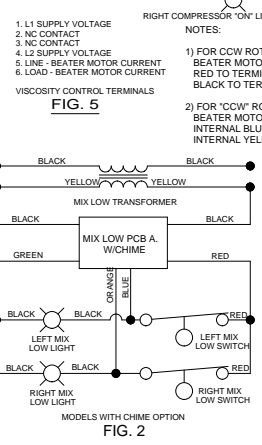 RIGHT COMPRESSOR "ON" LI
1. L1 SUPPLY VOLTAGE
2. NC CONTACT
3. NC CONTACT
4. L2 SUPPLY VOLTAGE
5. LINE - BEATER MOTOR CURRENT
6. LOAD - BEATER MOTOR CURRENT
VISCOSITY CONTROL TERMINALS
FIG. 5
NOTES:
1) FOR CCW ROT
BEATER MOTO
RED TO TERMI
BLACK TO TER
2) FOR "CCW" RO
BEATER MOTO
INTERNAL BLU
INTERNAL YEL
BLACK BLACK
YELLOW YELLOW
MIX LOW TRANSFORMER
BLACK BLACK
MIX LOW PCB A.
W/CHIME
GREEN RED
ORANGE
BLUE
BLACK BLACK RED
LEFT MIX
LOW LIGHT
LEFT MIX
LOW SWITCH
BLACK BLACK RED
RIGHT MIX
LOW LIGHT
RIGHT MIX
LOW SWITCH
MODELS WITH CHIME OPTION
FIG. 2